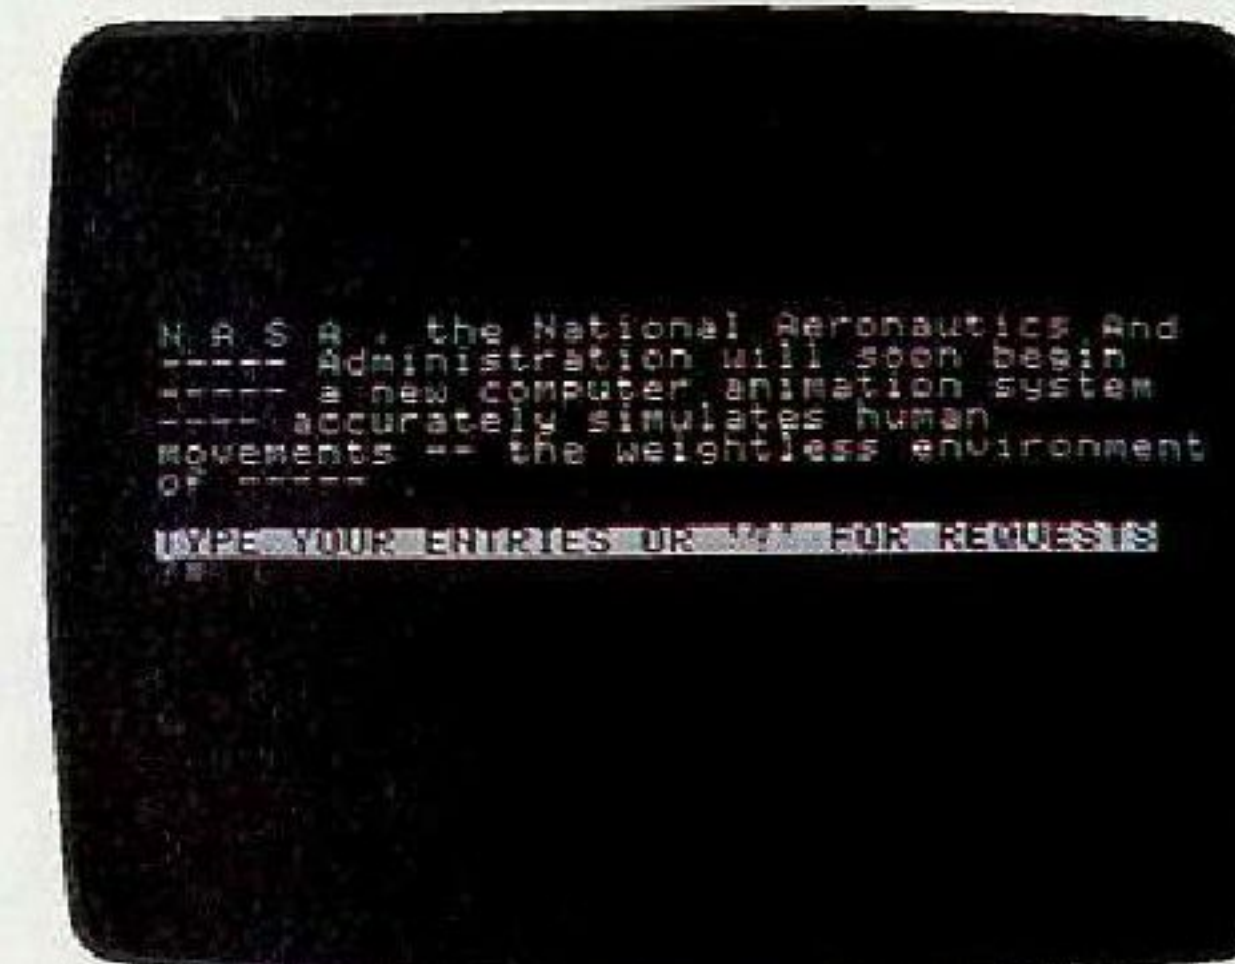 N A S A , the National Aeronautics And
----- Administration will soon begin
----- a new computer animation system
---- accurately simulates human
movements -- the weightless environment
of ----- .
TYPE YOUR ENTRIES OR "?" FOR REQUESTS